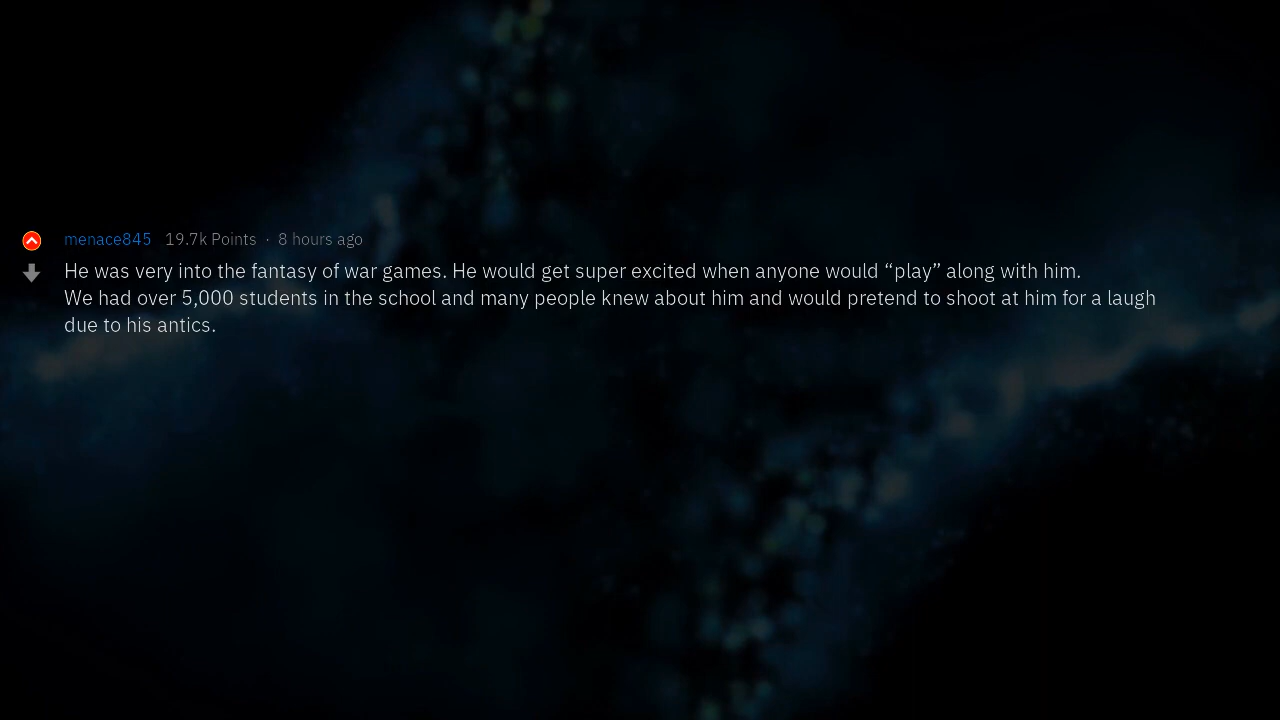 menace845 19.7k Points · 8 hours ago
He was very into the fantasy of war games. He would get super excited when anyone would “play” along with him.
We had over 5,000 students in the school and many people knew about him and would pretend to shoot at him for a laugh
due to his antics.